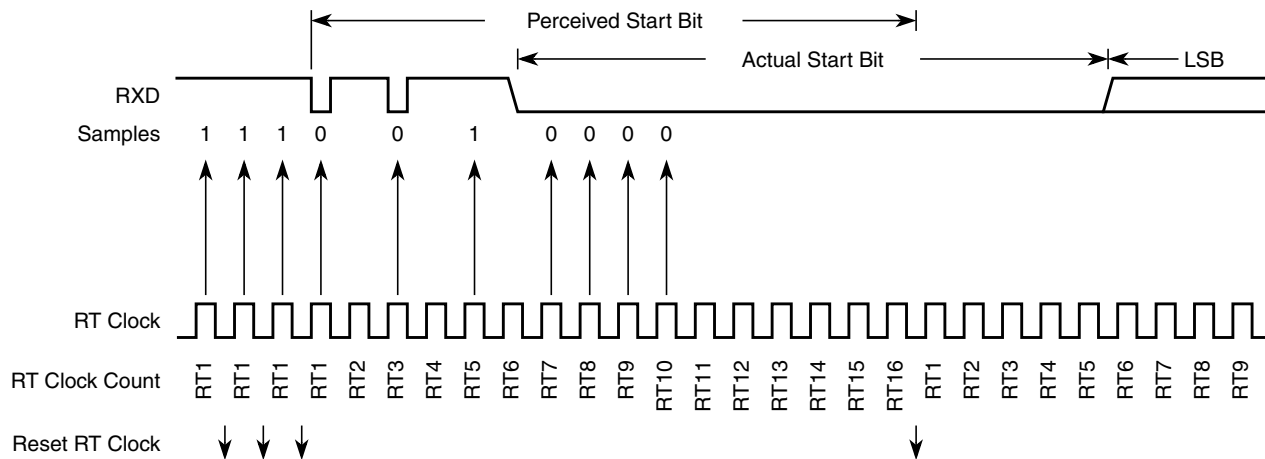 Perceived Start Bit
Actual Start Bit
LSB
RXD
Samples 1 1 1 0 0 1 0 0 0 0
RT Clock
RT Clock Count RT1 RT1 RT1 RT1 RT2 RT3 RT4 RT5 RT6 RT7 RT8 RT9 RT10 RT11 RT12 RT13 RT14 RT15 RT16 RT1 RT2 RT3 RT4 RT5 RT6 RT7 RT8 RT9
Reset RT Clock